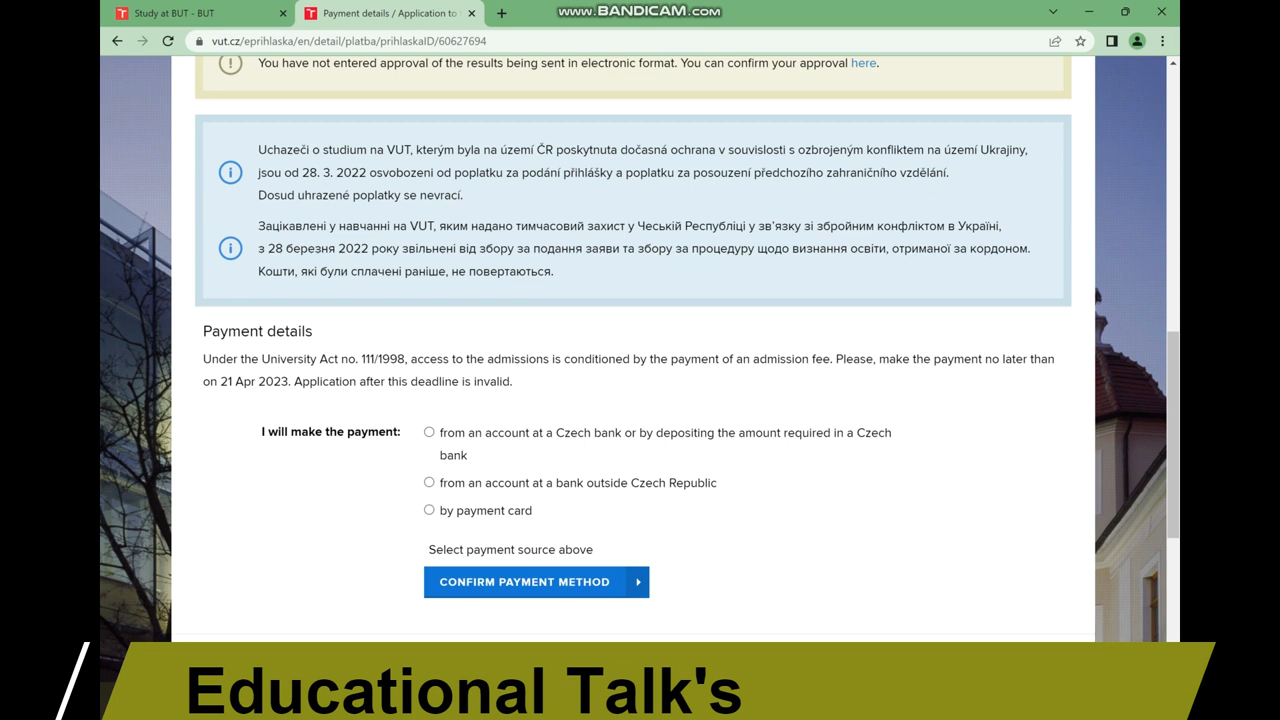 Study at BUT - BUT
Payment details / Application to
www.BANDICAM.com
vut.cz/eprihlaska/en/detail/platba/prihlaskaID/60627694
You have not entered approval of the results being sent in electronic format. You can confirm your approval here.
Uchazeči o studium na VUT, kterým byla na území ČR poskytnuta dočasná ochrana v souvislosti s ozbrojeným konfliktem na území Ukrajiny,
jsou od 28. 3. 2022 osvobozeni od poplatku za podání přihlášky a poplatku za posouzení předchozího zahraničního vzdělání.
Dosud uhrazené poplatky se nevrací.
Зацікавлені у навчанні на VUT, яким надано тимчасовий захист у Чеській Республіці у зв’язку зі збройним конфліктом в Україні,
з 28 березня 2022 року звільнені від збору за подання заяви та збору за процедуру щодо визнання освіти, отриманої за кордоном.
Кошти, які були сплачені раніше, не повертаються.
Payment details
Under the University Act no. 111/1998, access to the admissions is conditioned by the payment of an admission fee. Please, make the payment no later than
on 21 Apr 2023. Application after this deadline is invalid.
I will make the payment:
from an account at a Czech bank or by depositing the amount required in a Czech
bank
from an account at a bank outside Czech Republic
by payment card
Select payment source above
CONFIRM PAYMENT METHOD
Educational Talk's